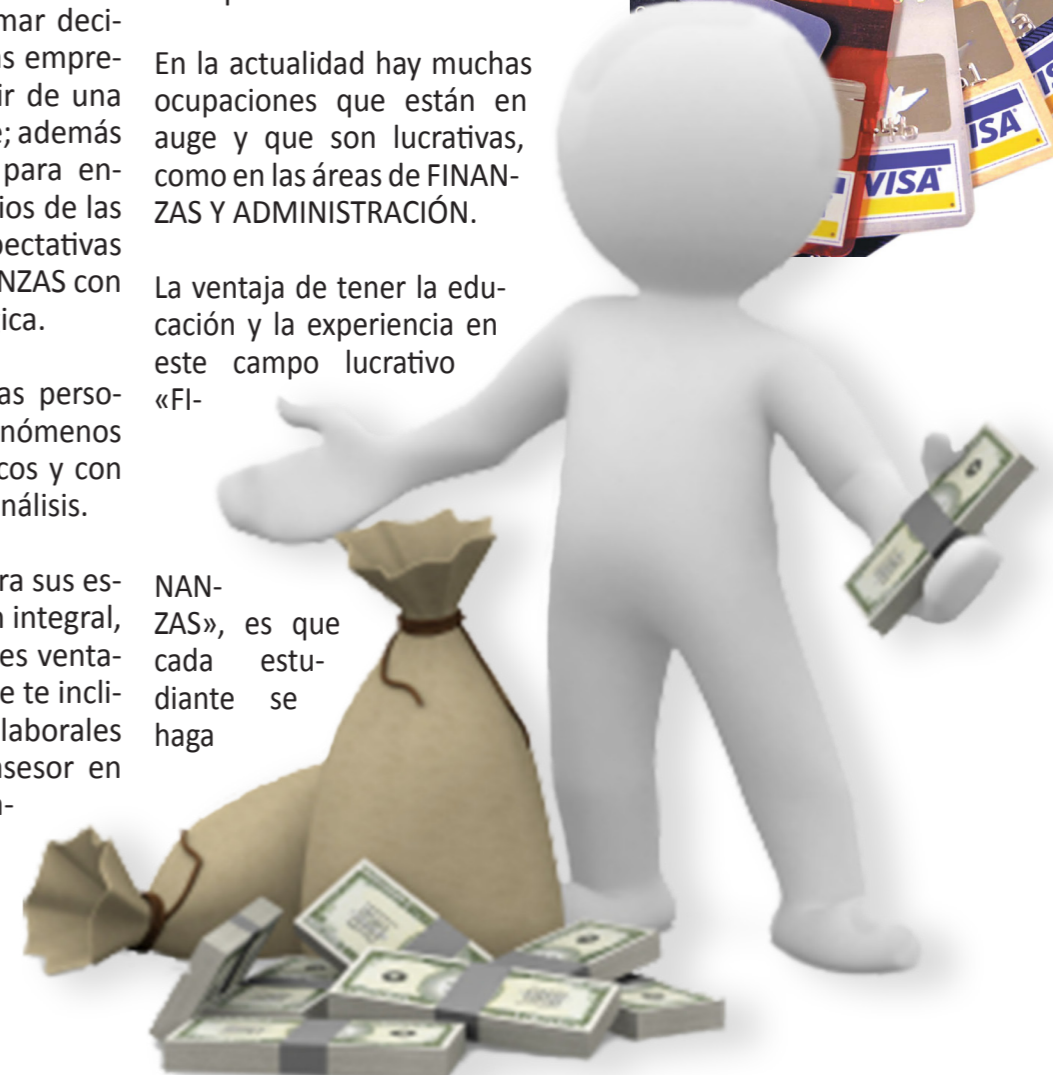 mar deci-
as empre-
ir de una
e; además
para en-
ios de las
pectativas
NZAS con
ica.
as perso-
nómenos
cos y con
nálisis.
ra sus es-
n integral,
es venta-
e te incli-
laborales
asesor en
En la actualidad hay muchas
ocupaciones que están en
auge y que son lucrativas,
como en las áreas de FINAN-
ZAS Y ADMINISTRACIÓN.
La ventaja de tener la edu-
cación y la experiencia en
este campo lucrativo
«FI-
NAN-
ZAS», es que
cada estu-
diante se
haga
VISA
VISA